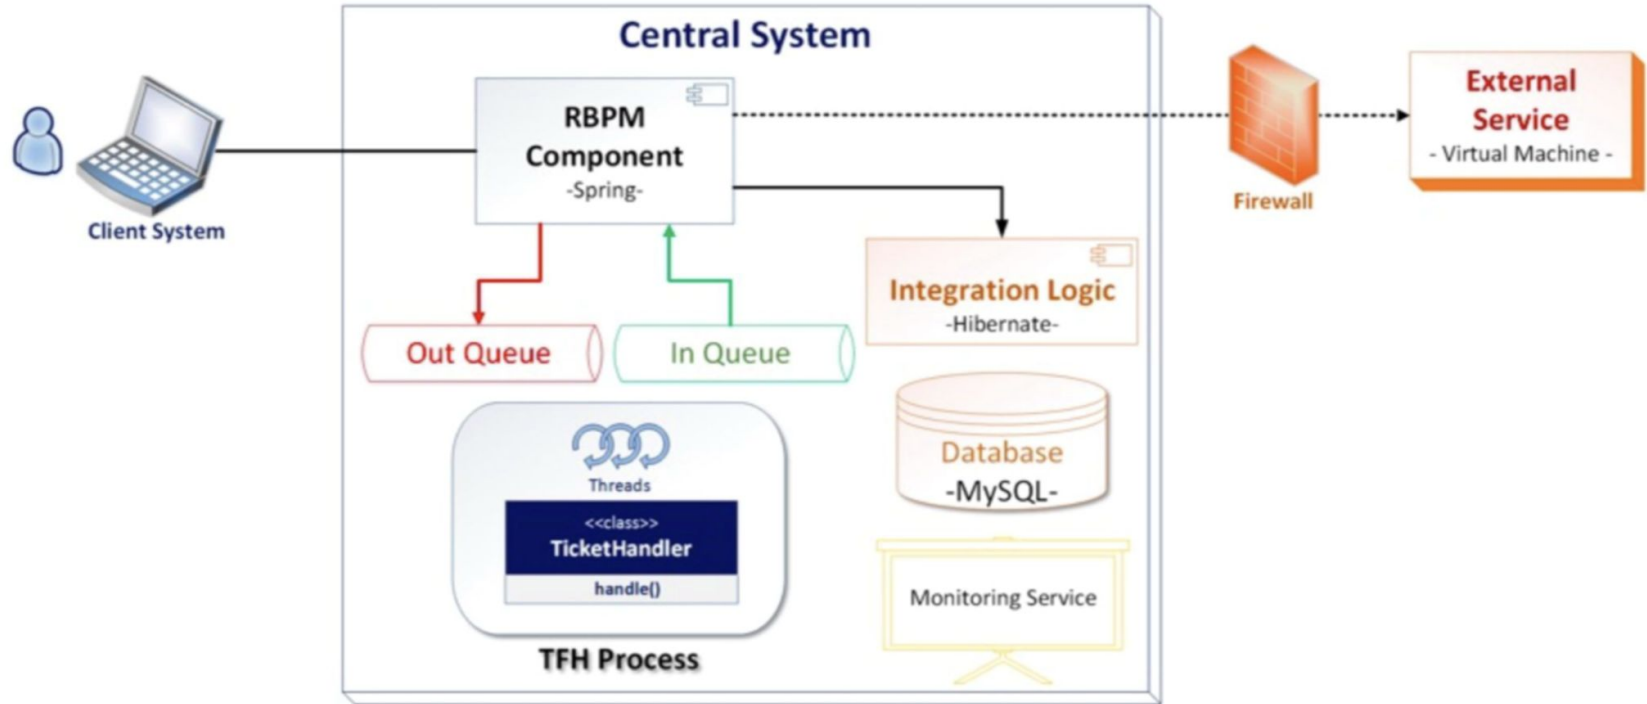 Central System
RBPM
Component
-Spring-
External
Service
- Virtual Machine -
Firewall
Client System
Integration Logic
-Hibernate-
Out Queue
In Queue
Database
-MySQL-
Threads
<<class>>
TicketHandler
handle()
TFH Process
Monitoring Service